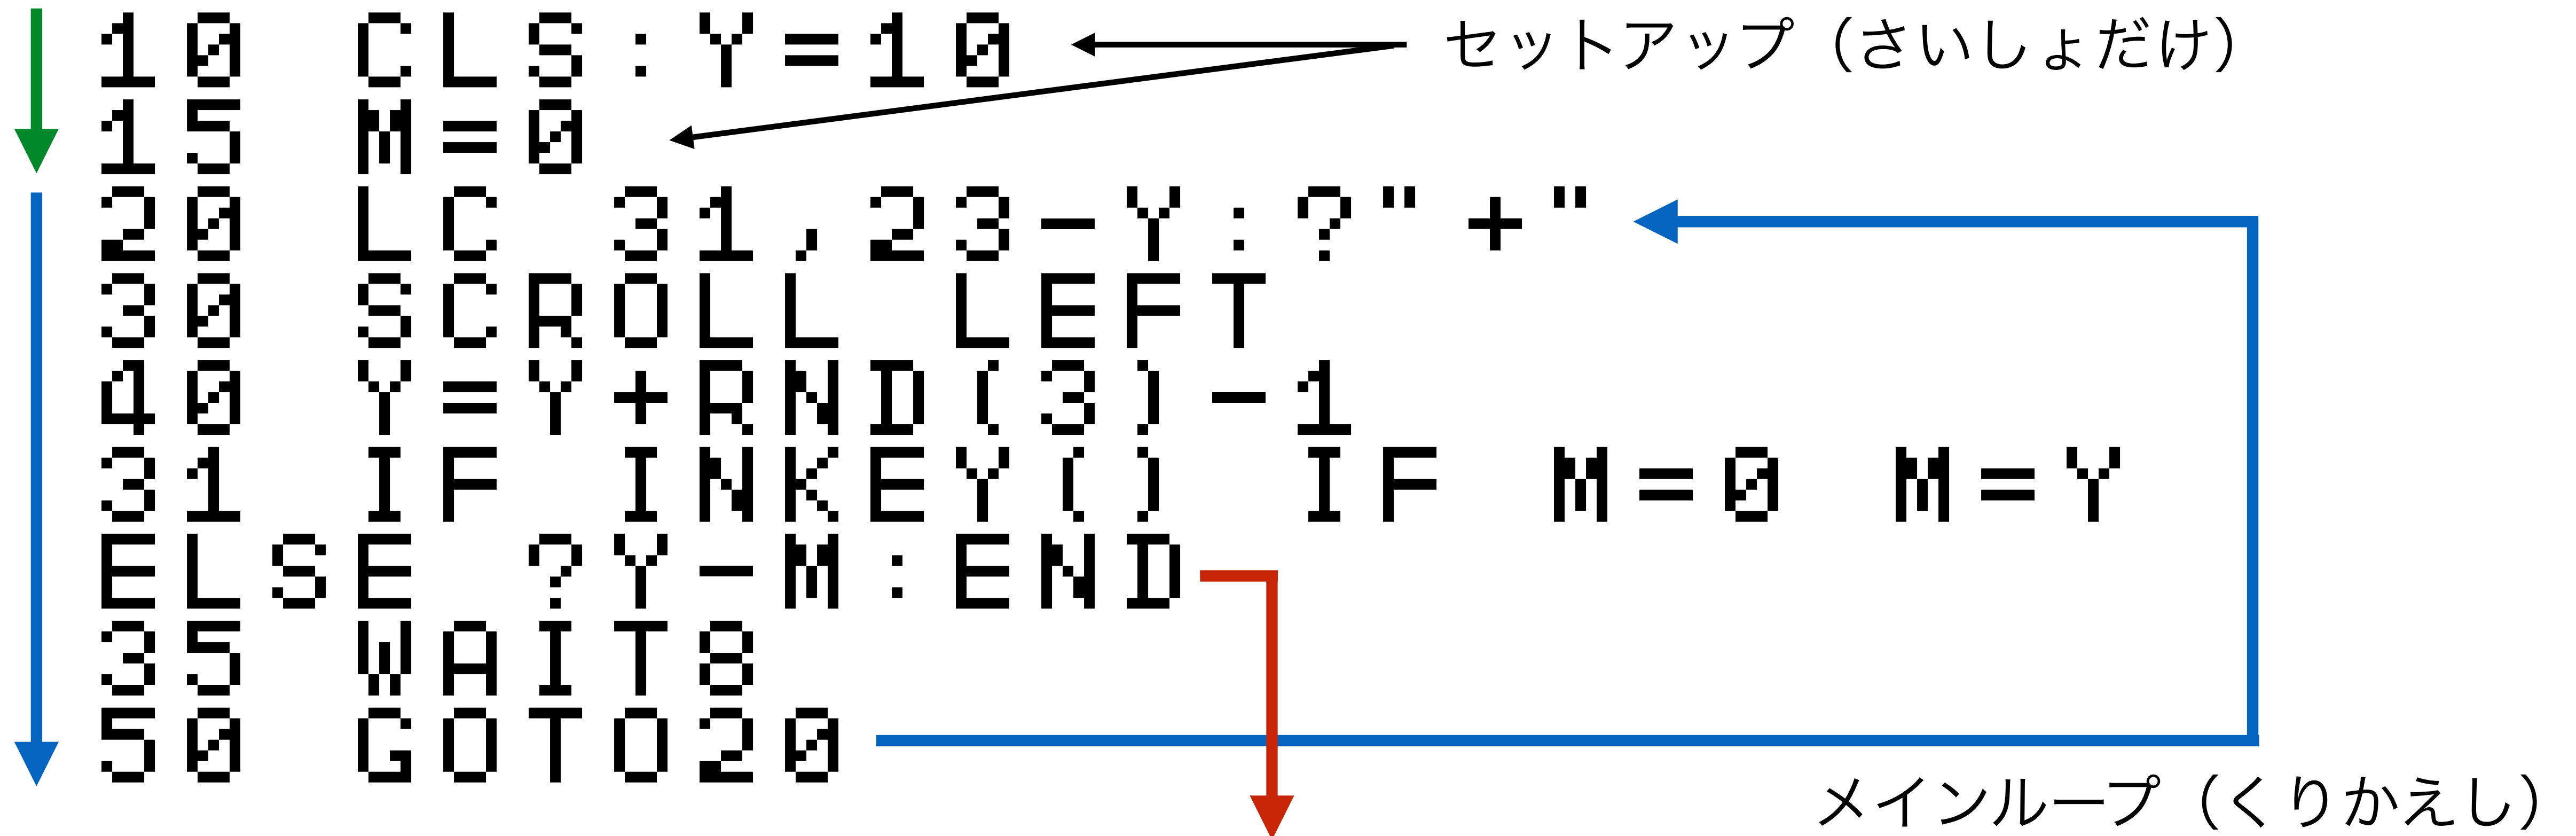 10 CLS:Y=10
セットアップ（さいしょだけ）
15 M=0
20 LC 31,23-Y:?"+"
30 SCROLL LEFT
40 Y=Y+RND(3)-1
31 IF INKEY() IF M=0 M=Y
ELSE ?Y-M:END
35 WAIT8
50 GOTO20
メインループ（くりかえし）